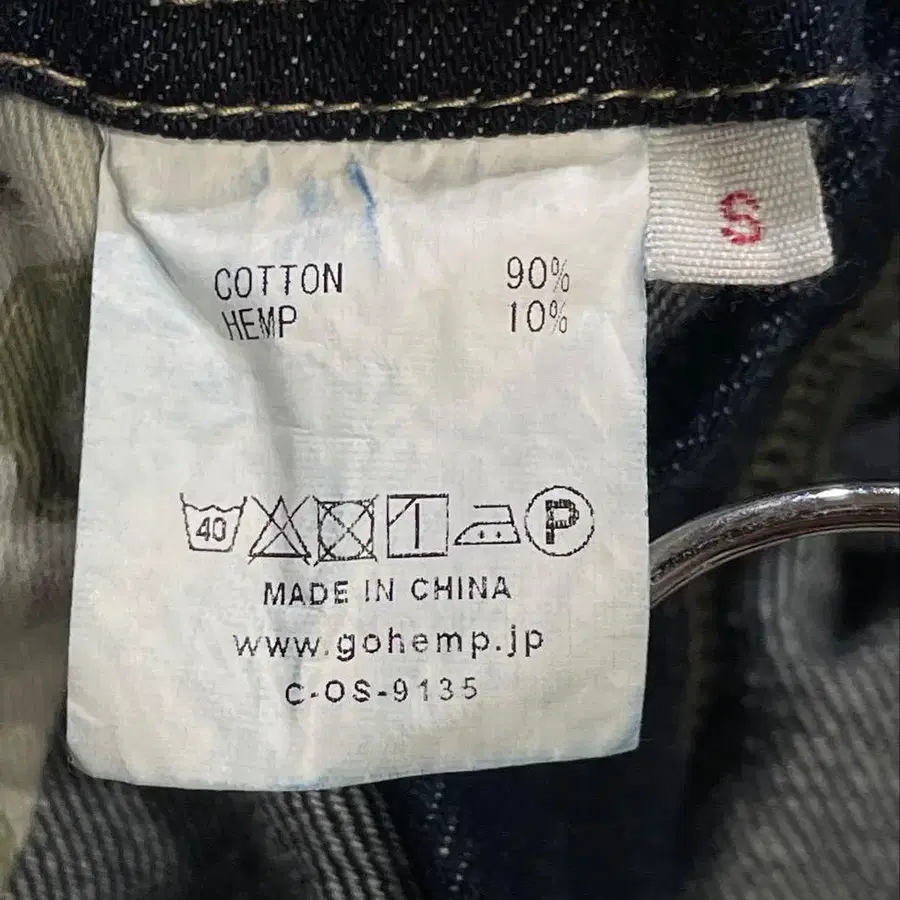 S
COTTON 90%
HEMP 10%
40 P
MADE IN CHINA
www.gohemp.jp
C-OS-9135